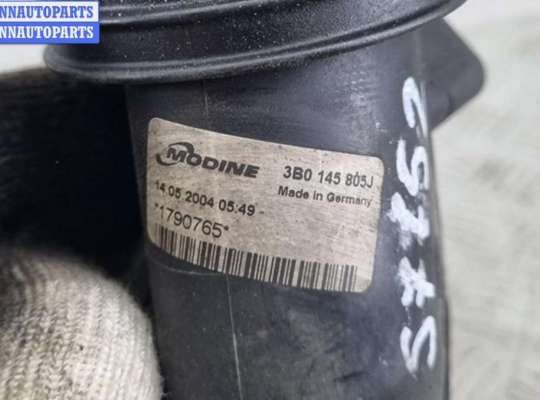 NNAUTOPARTS
NNAUTOPARTS
MODINE
3B0 145 805J
Made in Germany
14 05 2004 05:49 -
*1790765*